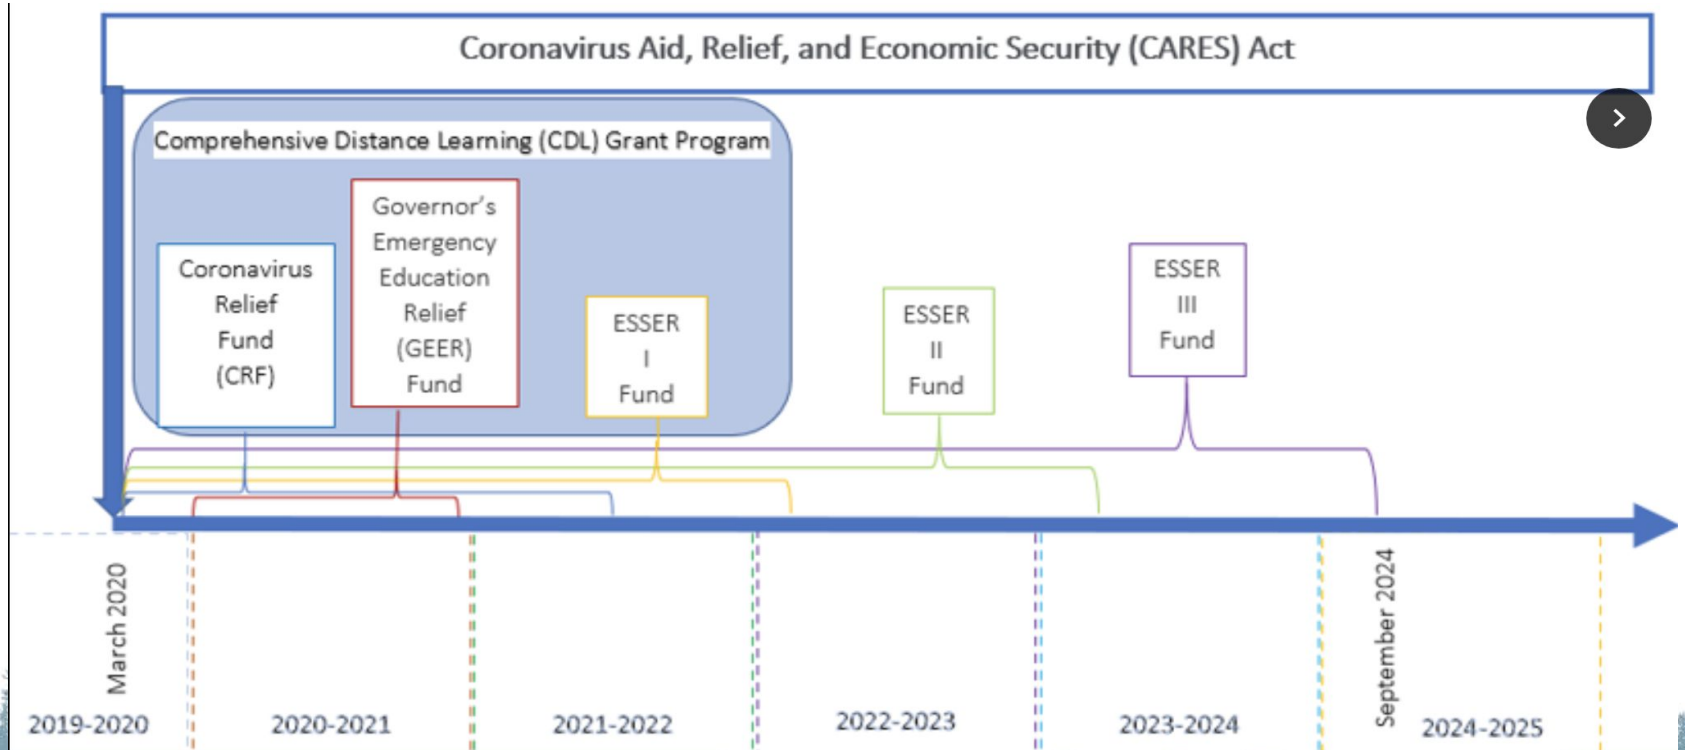 Coronavirus Aid, Relief, and Economic Security (CARES) Act
Comprehensive Distance Learning (CDL) Grant Program
Coronavirus
Relief
Fund
(CRF)
Governor's
Emergency
Education
Relief
(GEER)
Fund
ESSER
I
Fund
ESSER
II
Fund
ESSER
III
Fund
March 2020
September 2024
2019-2020
2020-2021
2021-2022
2022-2023
2023-2024
2024-2025